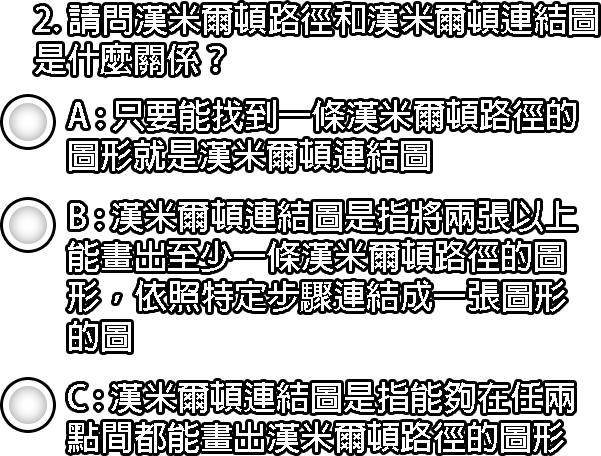 2. 請問漢米爾頓路徑和漢米爾頓連結圖
是什麼關係？
A：只要能找到一條漢米爾頓路徑的
圖形就是漢米爾頓連結圖
B：漢米爾頓連結圖是指將兩張以上
能畫出至少一條漢米爾頓路徑的圖
形，依照特定步驟連結成一張圖形
的圖
C：漢米爾頓連結圖是指能夠在任兩
點間都能畫出漢米爾頓路徑的圖形